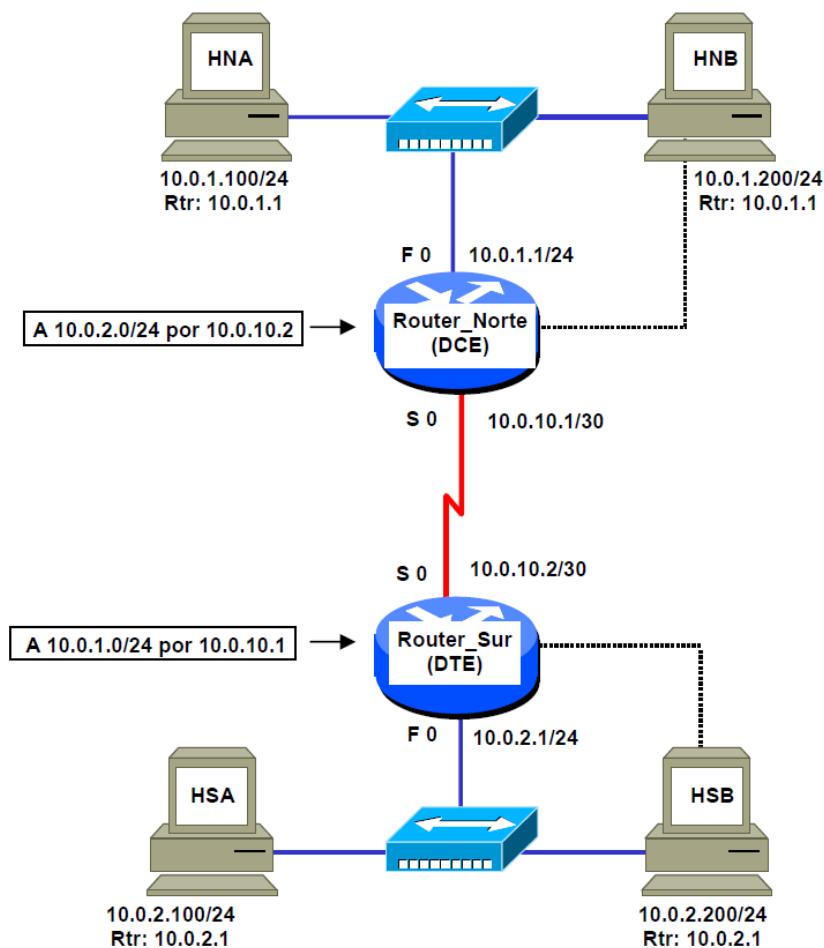 HNA
HNB
10.0.1.100/24
Rtr: 10.0.1.1
10.0.1.200/24
Rtr: 10.0.1.1
F 0
10.0.1.1/24
A 10.0.2.0/24 por 10.0.10.2
Router_Norte
(DCE)
S 0
10.0.10.1/30
S 0
10.0.10.2/30
A 10.0.1.0/24 por 10.0.10.1
Router_Sur
(DTE)
F 0
10.0.2.1/24
HSA
HSB
10.0.2.100/24
Rtr: 10.0.2.1
10.0.2.200/24
Rtr: 10.0.2.1